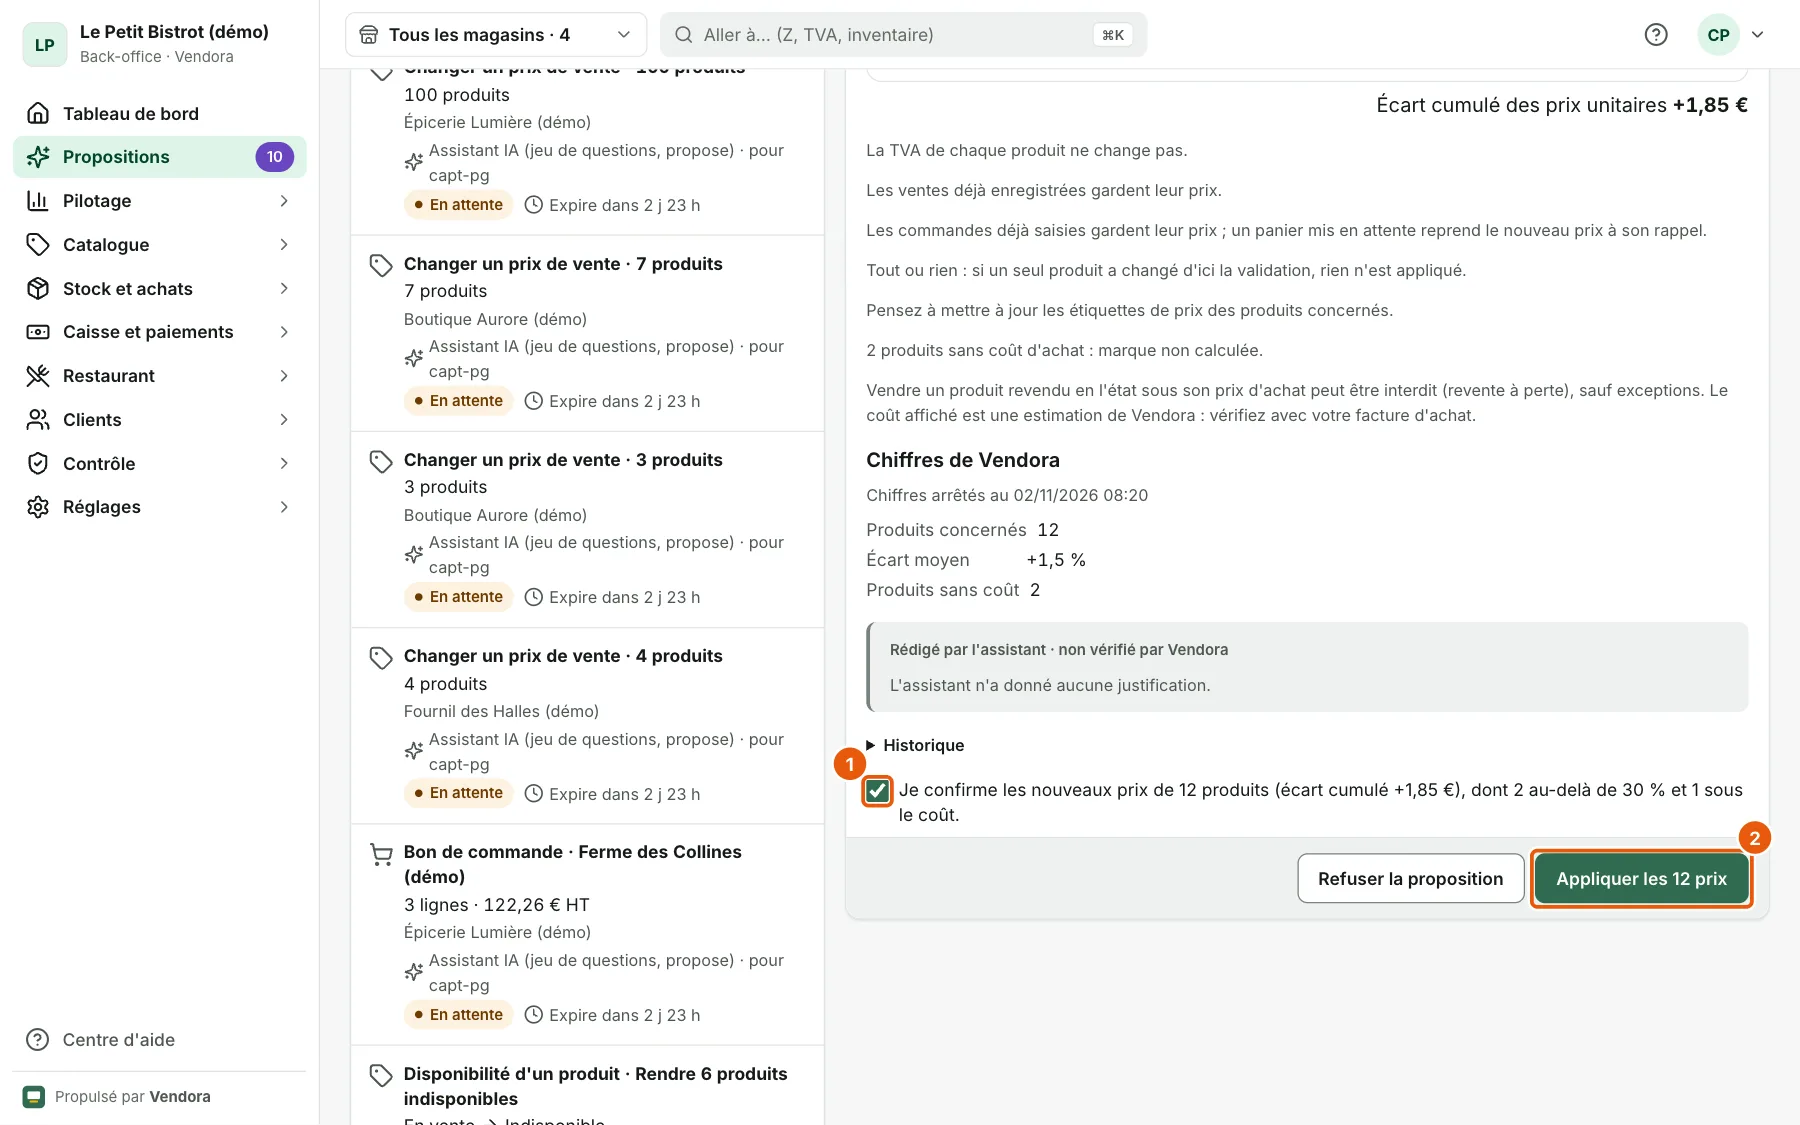 LP
Le Petit Bistrot (démo)
Back-office · Vendora
Tous les magasins · 4
Aller à... (Z, TVA, inventaire)
⌘K
CP
Tableau de bord
Propositions
10
Pilotage
Catalogue
Stock et achats
Caisse et paiements
Restaurant
Clients
Contrôle
Réglages
Centre d'aide
Propulsé par Vendora
Changer un prix de vente · 100 produits
100 produits
Épicerie Lumière (démo)
Assistant IA (jeu de questions, propose) · pour
capt-pg
En attente
Expire dans 2 j 23 h
Changer un prix de vente · 7 produits
7 produits
Boutique Aurore (démo)
Assistant IA (jeu de questions, propose) · pour
capt-pg
En attente
Expire dans 2 j 23 h
Changer un prix de vente · 3 produits
3 produits
Boutique Aurore (démo)
Assistant IA (jeu de questions, propose) · pour
capt-pg
En attente
Expire dans 2 j 23 h
Changer un prix de vente · 4 produits
4 produits
Fournil des Halles (démo)
Assistant IA (jeu de questions, propose) · pour
capt-pg
En attente
Expire dans 2 j 23 h
Bon de commande · Ferme des Collines
(démo)
3 lignes · 122,26 € HT
Épicerie Lumière (démo)
Assistant IA (jeu de questions, propose) · pour
capt-pg
En attente
Expire dans 2 j 23 h
Disponibilité d'un produit · Rendre 6 produits
indisponibles
En vente → Indisponible
Écart cumulé des prix unitaires +1,85 €
La TVA de chaque produit ne change pas.
Les ventes déjà enregistrées gardent leur prix.
Les commandes déjà saisies gardent leur prix ; un panier mis en attente reprend le nouveau prix à son rappel.
Tout ou rien : si un seul produit a changé d'ici la validation, rien n'est appliqué.
Pensez à mettre à jour les étiquettes de prix des produits concernés.
2 produits sans coût d'achat : marque non calculée.
Vendre un produit revendu en l'état sous son prix d'achat peut être interdit (revente à perte), sauf exceptions. Le
coût affiché est une estimation de Vendora : vérifiez avec votre facture d'achat.
Chiffres de Vendora
Chiffres arrêtés au 02/11/2026 08:20
Produits concernés 12
Écart moyen +1,5 %
Produits sans coût 2
Rédigé par l'assistant · non vérifié par Vendora
L'assistant n'a donné aucune justification.
Historique
1
Je confirme les nouveaux prix de 12 produits (écart cumulé +1,85 €), dont 2 au-delà de 30 % et 1 sous
le coût.
2
Refuser la proposition
Appliquer les 12 prix